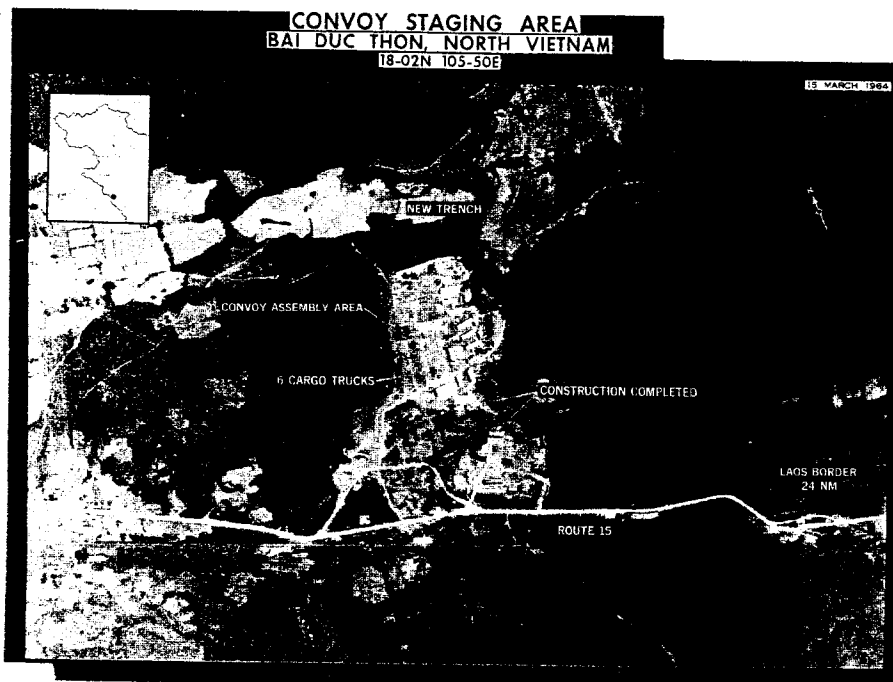 CONVOY STAGING AREA
BAI DUC THON, NORTH VIETNAM
18-02N 105-50E
15 MARCH 1964
NEW TRENCH
CONVOY ASSEMBLY AREA
6 CARGO TRUCKS
CONSTRUCTION COMPLETED
LAOS BORDER
24 NM
ROUTE 15